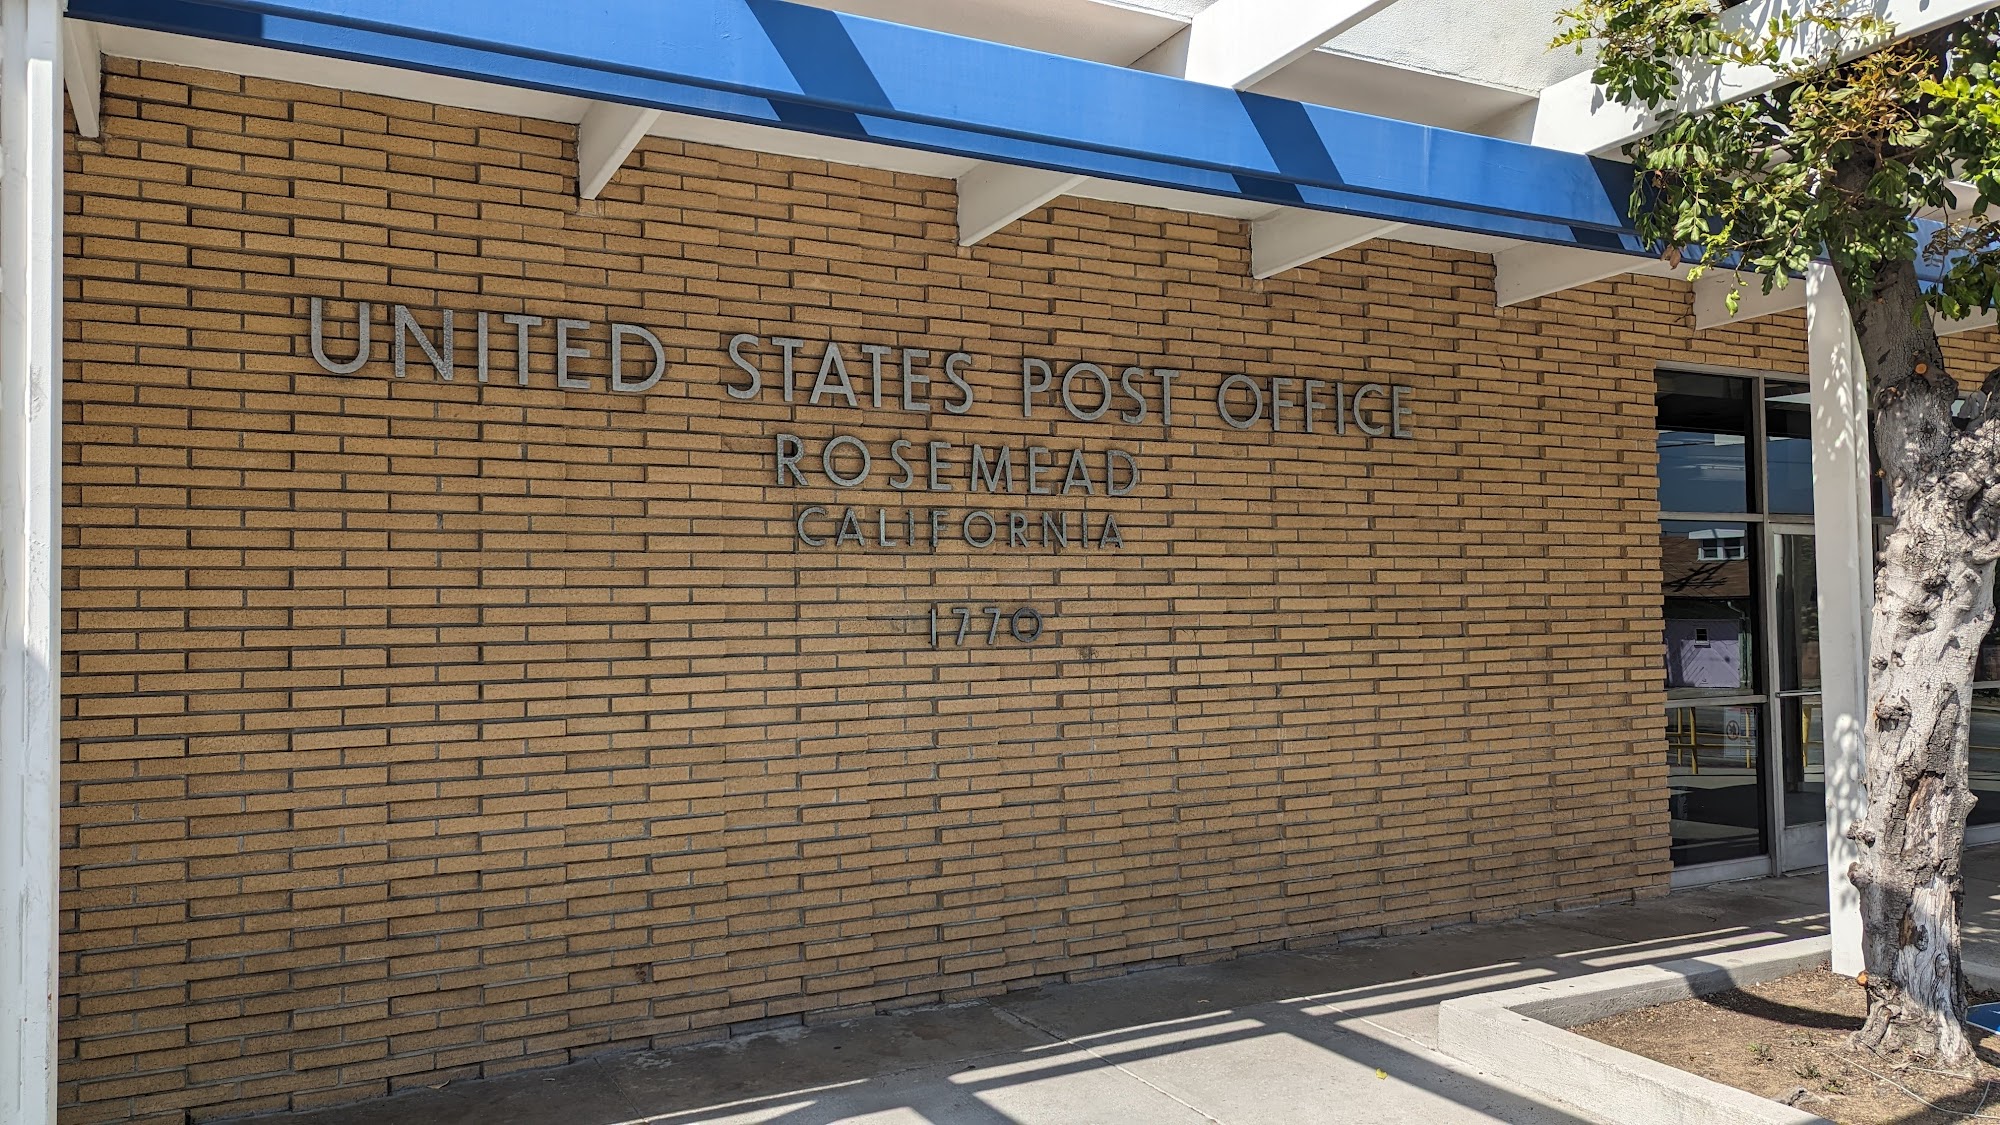 UNITED STATES POST OFFICE
ROSEMEAD
CALIFORNIA
1770